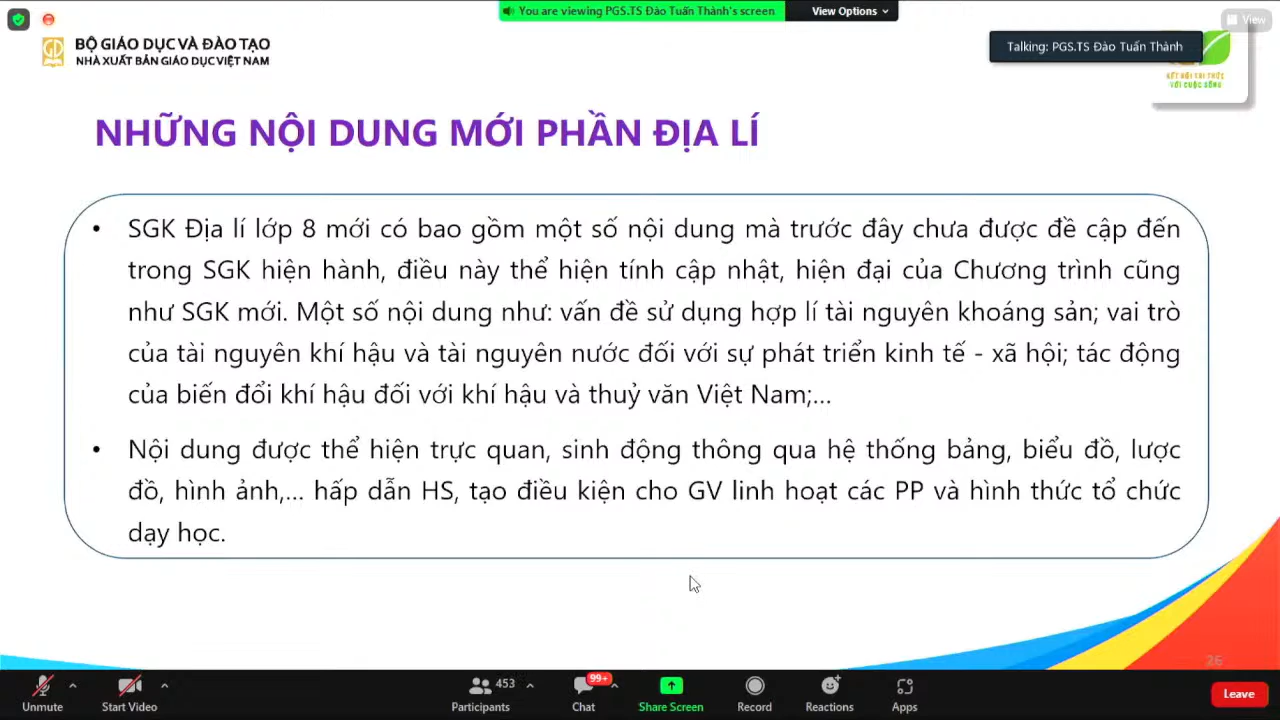 You are viewing PGS.TS Đào Tuấn Thành's screen
View Options
View
BỘ GIÁO DỤC VÀ ĐÀO TẠO
NHÀ XUẤT BẢN GIÁO DỤC VIỆT NAM
Talking: PGS.TS Đào Tuấn Thành
KẾT NỐI TRI THỨC
VỚI CUỘC SỐNG
NHỮNG NỘI DUNG MỚI PHẦN ĐỊA LÍ
• SGK Địa lí lớp 8 mới có bao gồm một số nội dung mà trước đây chưa được đề cập đến
trong SGK hiện hành, điều này thể hiện tính cập nhật, hiện đại của Chương trình cũng
như SGK mới. Một số nội dung như: vấn đề sử dụng hợp lí tài nguyên khoáng sản; vai trò
của tài nguyên khí hậu và tài nguyên nước đối với sự phát triển kinh tế - xã hội; tác động
của biến đổi khí hậu đối với khí hậu và thuỷ văn Việt Nam;...
• Nội dung được thể hiện trực quan, sinh động thông qua hệ thống bảng, biểu đồ, lược
đồ, hình ảnh,... hấp dẫn HS, tạo điều kiện cho GV linh hoạt các PP và hình thức tổ chức
dạy học.
26
Unmute
Start Video
453
Participants
99+
Chat
Share Screen
Record
Reactions
Apps
Leave